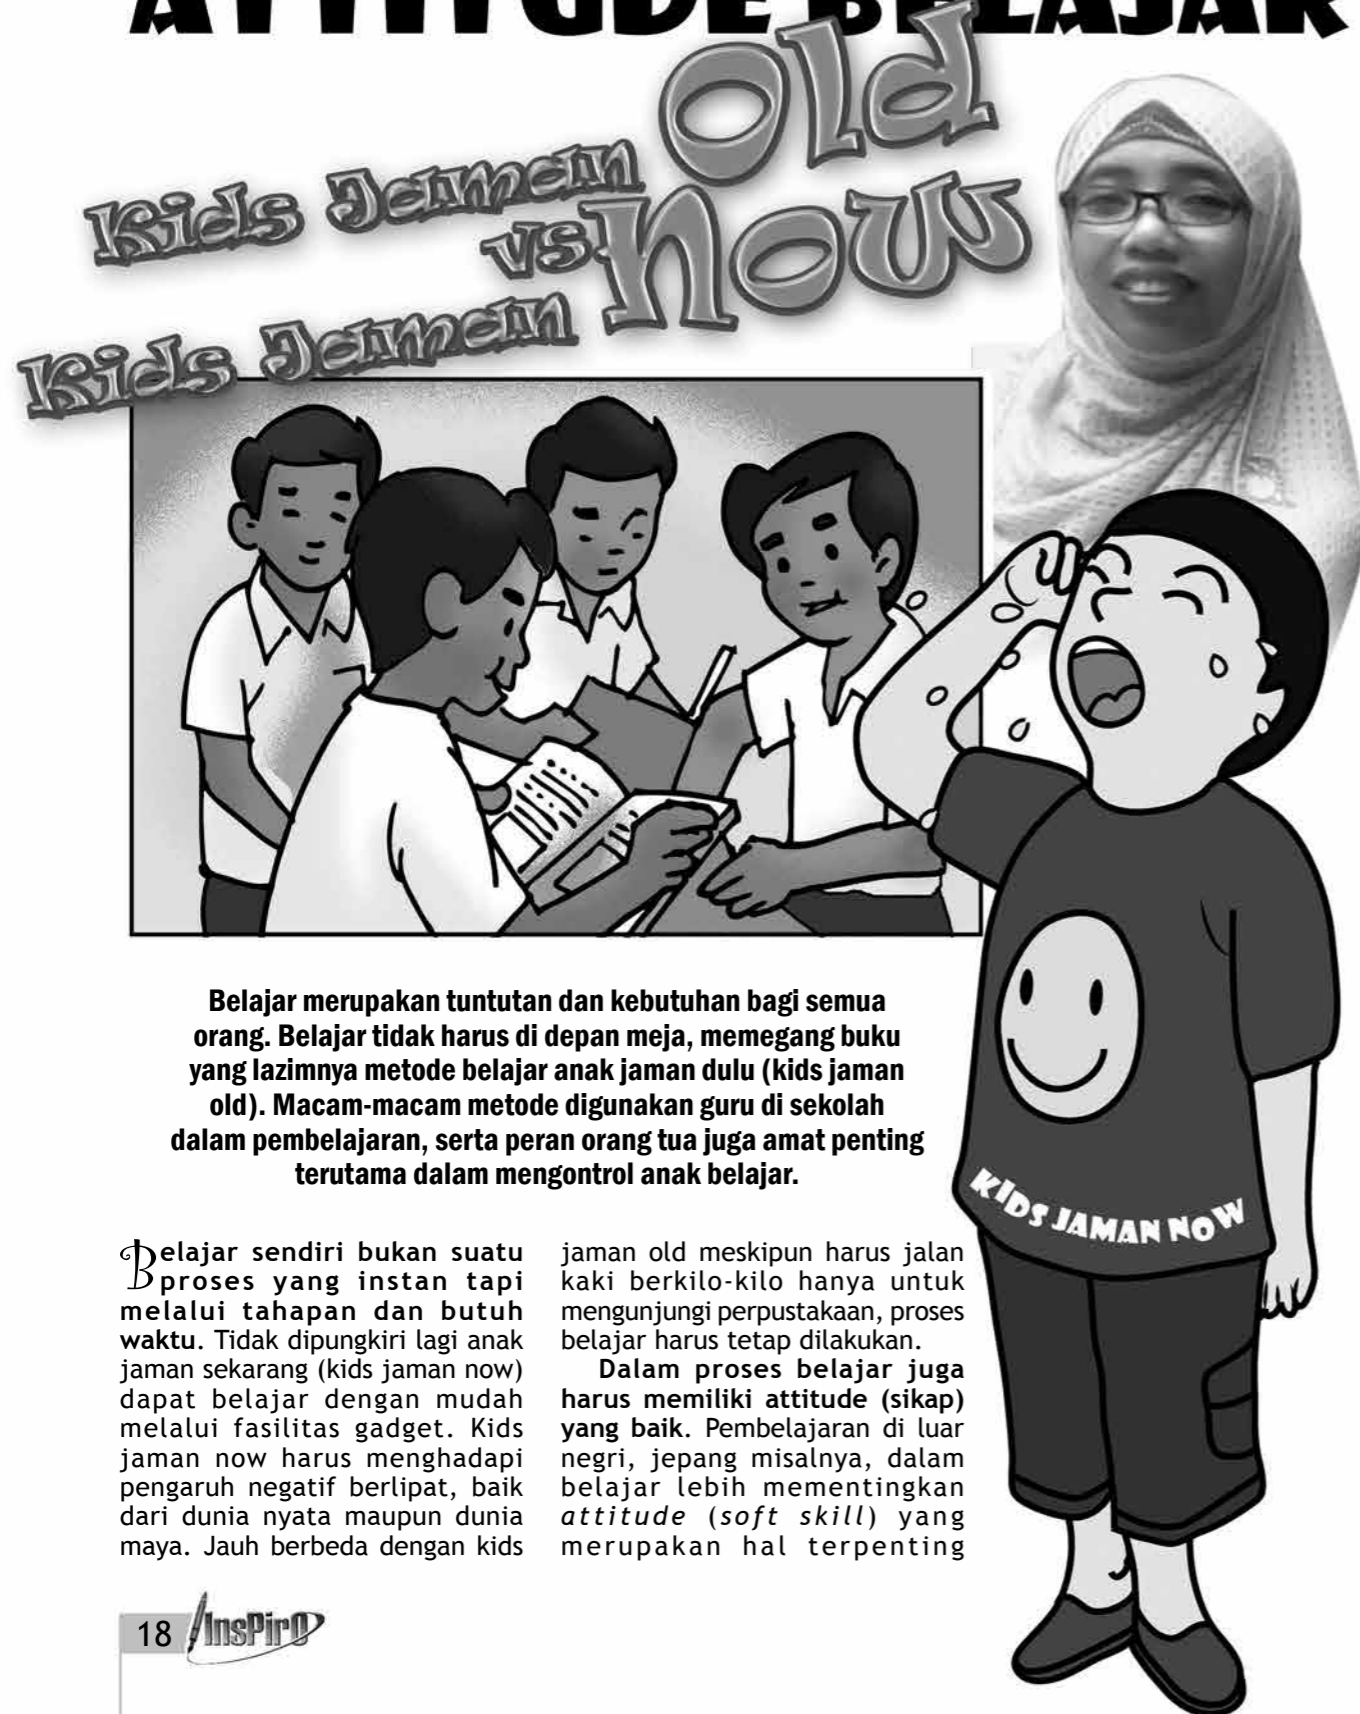 ATTITUDE BELAJAR
Kids Jaman Old
vs
Kids Jaman Now
Belajar merupakan tuntutan dan kebutuhan bagi semua
orang. Belajar tidak harus di depan meja, memegang buku
yang lazimnya metode belajar anak jaman dulu (kids jaman
old). Macam-macam metode digunakan guru di sekolah
dalam pembelajaran, serta peran orang tua juga amat penting
terutama dalam mengontrol anak belajar.
Belajar sendiri bukan suatu
proses yang instan tapi
melalui tahapan dan butuh
waktu. Tidak dipungkiri lagi anak
jaman sekarang (kids jaman now)
dapat belajar dengan mudah
melalui fasilitas gadget. Kids
jaman now harus menghadapi
pengaruh negatif berlipat, baik
dari dunia nyata maupun dunia
maya. Jauh berbeda dengan kids
jaman old meskipun harus jalan
kaki berkilo-kilo hanya untuk
mengunjungi perpustakaan, proses
belajar harus tetap dilakukan.
Dalam proses belajar juga
harus memiliki attitude (sikap)
yang baik. Pembelajaran di luar
negri, jepang misalnya, dalam
belajar lebih mementingkan
attitude (soft skill) yang
merupakan hal terpenting
KIDS JAMAN NOW
18 InsPirO